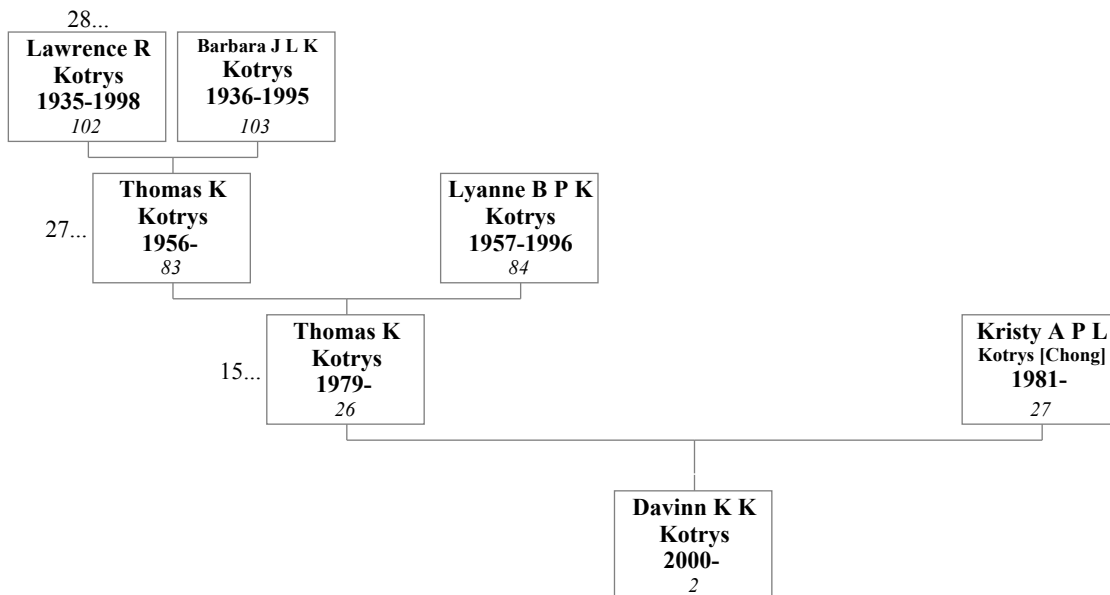 28...
Lawrence R
Kotrys
1935-1998
102
Barbara J L K
Kotrys
1936-1995
103
27...
Thomas K
Kotrys
1956-
83
Lyanne B P K
Kotrys
1957-1996
84
15...
Thomas K
Kotrys
1979-
26
Kristy A P L
Kotrys [Chong]
1981-
27
Davinn K K
Kotrys
2000-
2